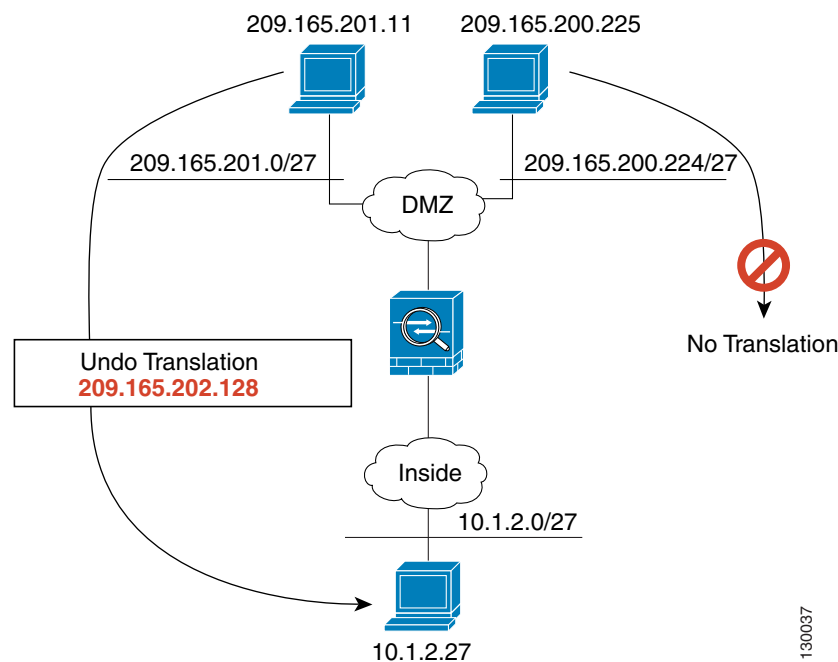 209.165.201.11
209.165.200.225
209.165.201.0/27
209.165.200.224/27
DMZ
No Translation
Undo Translation
209.165.202.128
Inside
10.1.2.0/27
10.1.2.27
130037